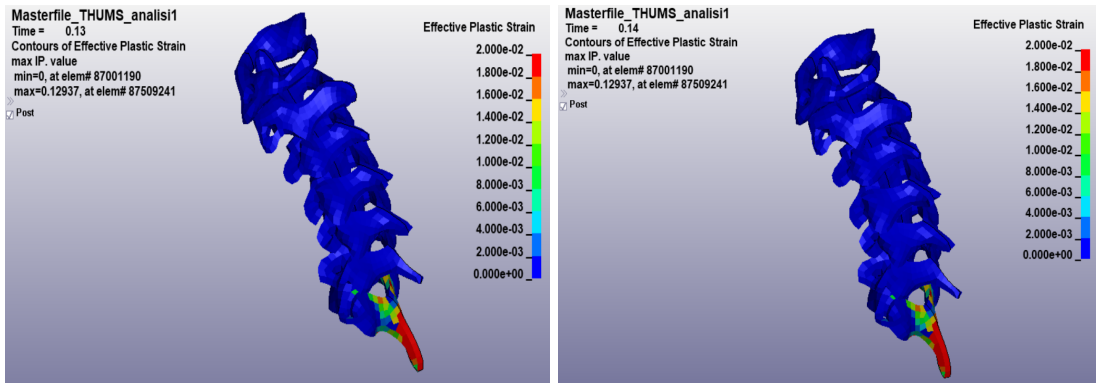 Masterfile_THUMS_analisi1
Time = 0.13
Contours of Effective Plastic Strain
max IP. value
min=0, at elem# 87001190
max=0.12937, at elem# 87509241
Post
Effective Plastic Strain
2.000e-02
1.800e-02
1.600e-02
1.400e-02
1.200e-02
1.000e-02
8.000e-03
6.000e-03
4.000e-03
2.000e-03
0.000e+00
Masterfile_THUMS_analisi1
Time = 0.14
Contours of Effective Plastic Strain
max IP. value
min=0, at elem# 87001190
max=0.12937, at elem# 87509241
Post
Effective Plastic Strain
2.000e-02
1.800e-02
1.600e-02
1.400e-02
1.200e-02
1.000e-02
8.000e-03
6.000e-03
4.000e-03
2.000e-03
0.000e+00